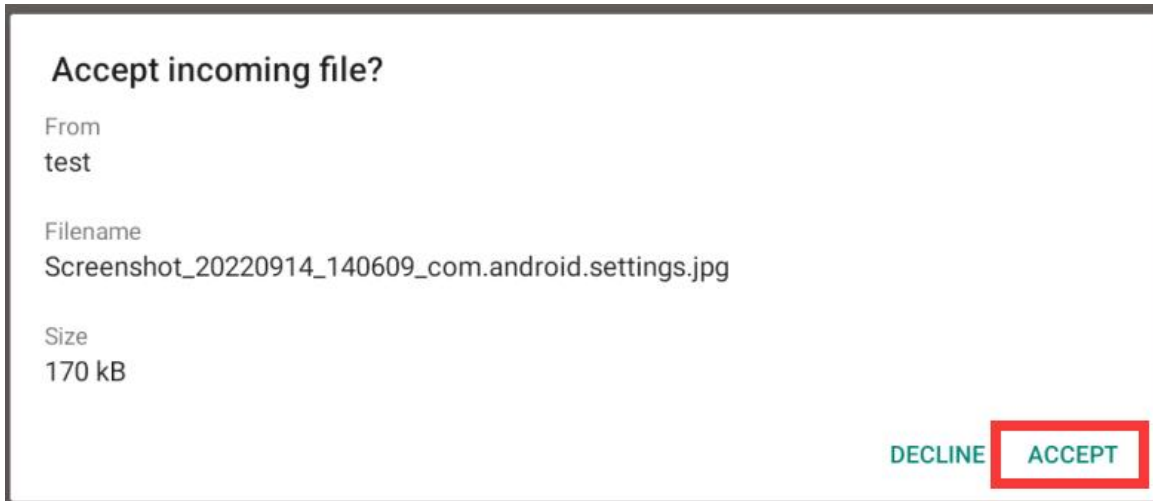 Accept incoming file?
From
test
Filename
Screenshot_20220914_140609_com.android.settings.jpg
Size
170 kB
DECLINE ACCEPT